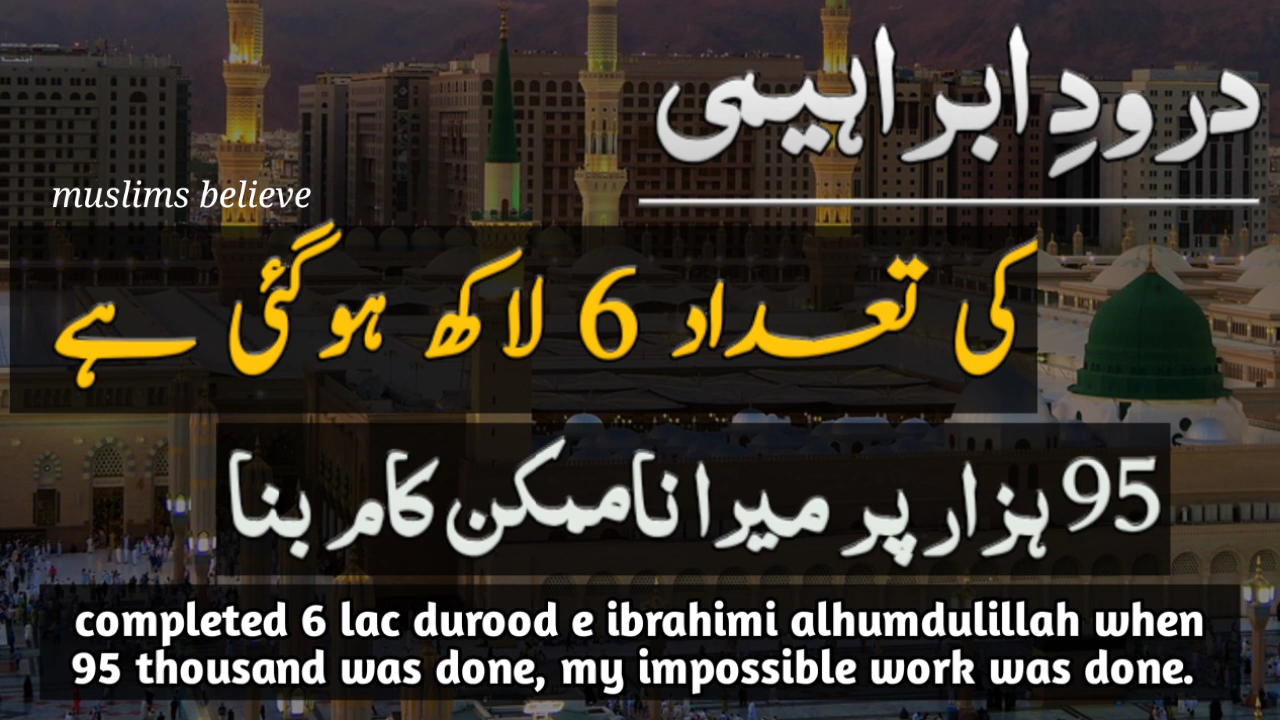 درودِ ابراہیمی
muslims believe
کی تعداد 6 لاکھ ہوگئی ہے
95 ہزار پر میرا ناممکن کام بنا
completed 6 lac durood e ibrahimi alhumdulillah when
95 thousand was done, my impossible work was done.